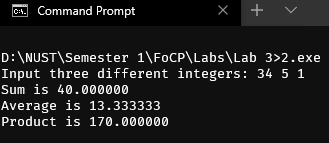 Command Prompt
D:\NUST\Semester 1\FoCP\Labs\Lab 3>2.exe
Input three different integers: 34 5 1
Sum is 40.000000
Average is 13.333333
Product is 170.000000